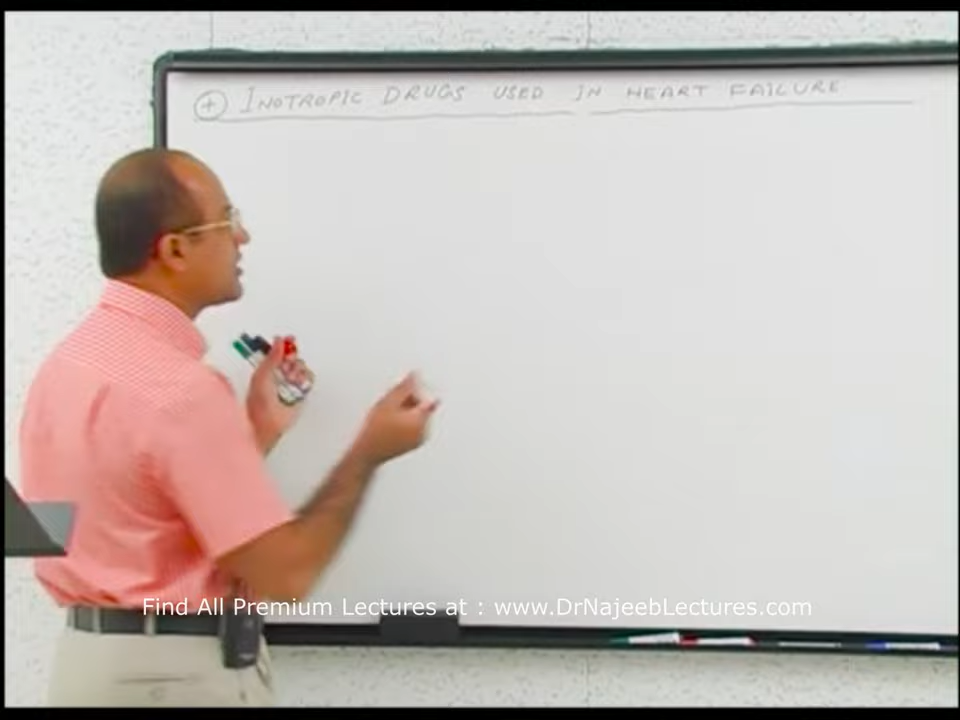 ⊕ INOTROPIC DRUGS USED IN HEART FAILURE
Find All Premium Lectures at : www.DrNajeebLectures.com